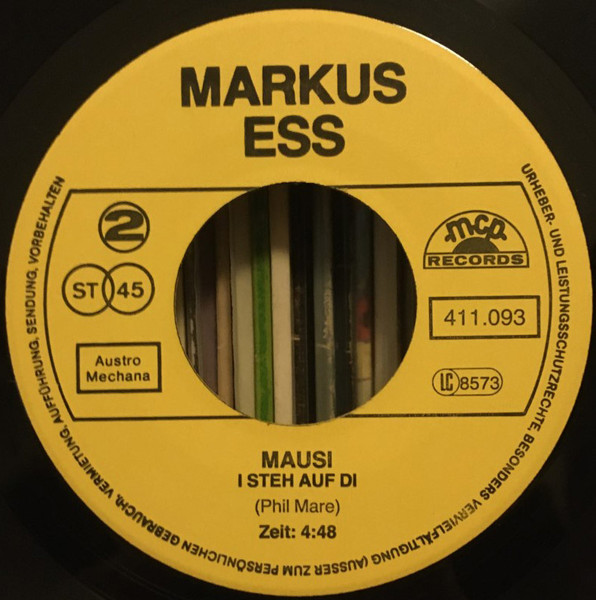 MARKUS
ESS
2
ST 45
Austro
Mechana
mcp
RECORDS
411.093
LC 8573
MAUSI
I STEH AUF DI
(Phil Mare)
Zeit: 4:48
URHEBER- UND LEISTUNGSSCHUTZRECHTE, BESONDERS VERVIELFÄLTIGUNG (AUSSER ZUM PERSÖNLICHEN GEBRAUCH), VERMIETUNG, AUFFÜHRUNG, SENDUNG, VORBEHALTEN